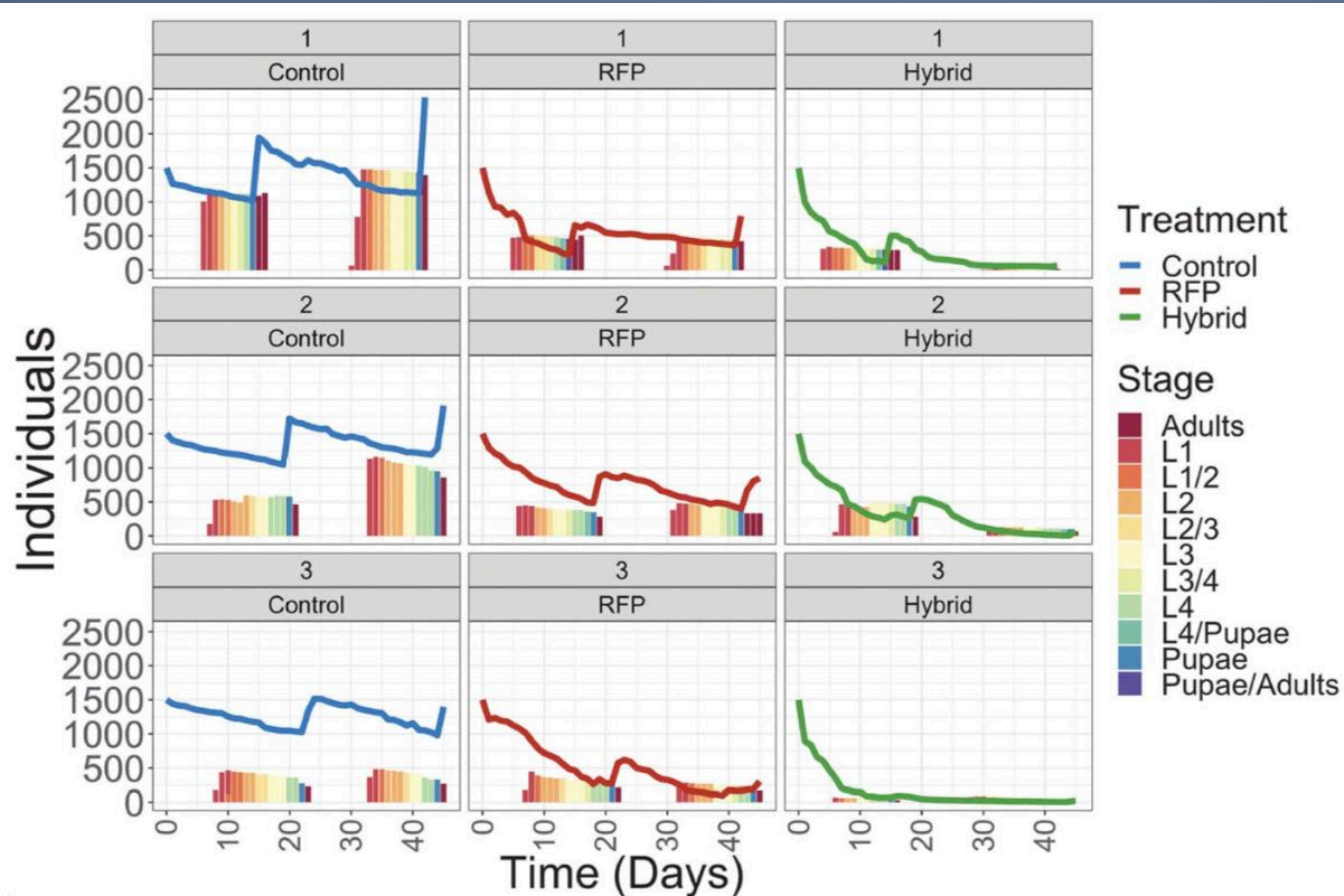 1
1
1
Control
RFP
Hybrid
2500
2000
1500
1000
500
0
2
2
2
Control
RFP
Hybrid
2500
2000
1500
1000
500
0
3
3
3
Control
RFP
Hybrid
2500
2000
1500
1000
500
0
0 10 20 30 40
0 10 20 30 40
0 10 20 30 40
Individuals
Time (Days)
Treatment
Control
RFP
Hybrid
Stage
Adults
L1
L1/2
L2
L2/3
L3
L3/4
L4
L4/Pupae
Pupae
Pupae/Adults